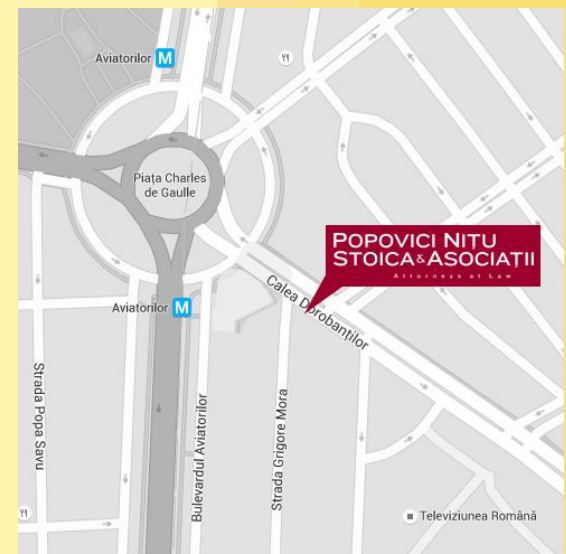 Aviatorilor M
Piața Charles
de Gaulle
POPOVICI NIȚU
STOICA & ASOCIAȚII
Attorneys at Law
Calea Dorobanților
Aviatorilor M
Strada Popa Savu
Bulevardul Aviatorilor
Strada Grigore Mora
Televiziunea Română